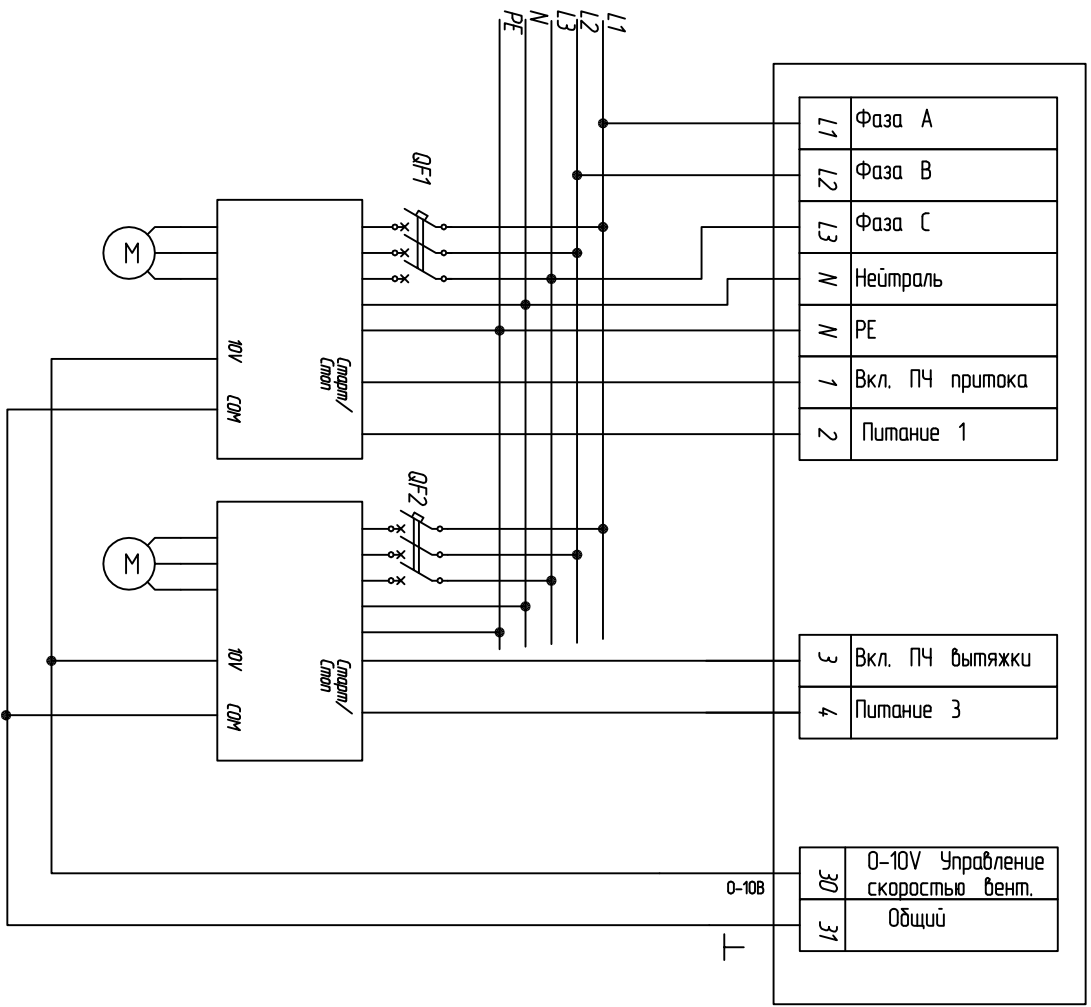 PE
N
L3
L2
L1
L1 Фаза А
L2 Фаза В
L3 Фаза С
N Нейтраль
N PE
1 Вкл. ПЧ притока
2 Питание 1
QF1
M
10V
COM
Старт/
Стоп
QF2
M
10V
COM
Старт/
Стоп
3 Вкл. ПЧ вытяжки
4 Питание 3
0-10В
30 0-10V Управление
скоростью вент.
31 Общий